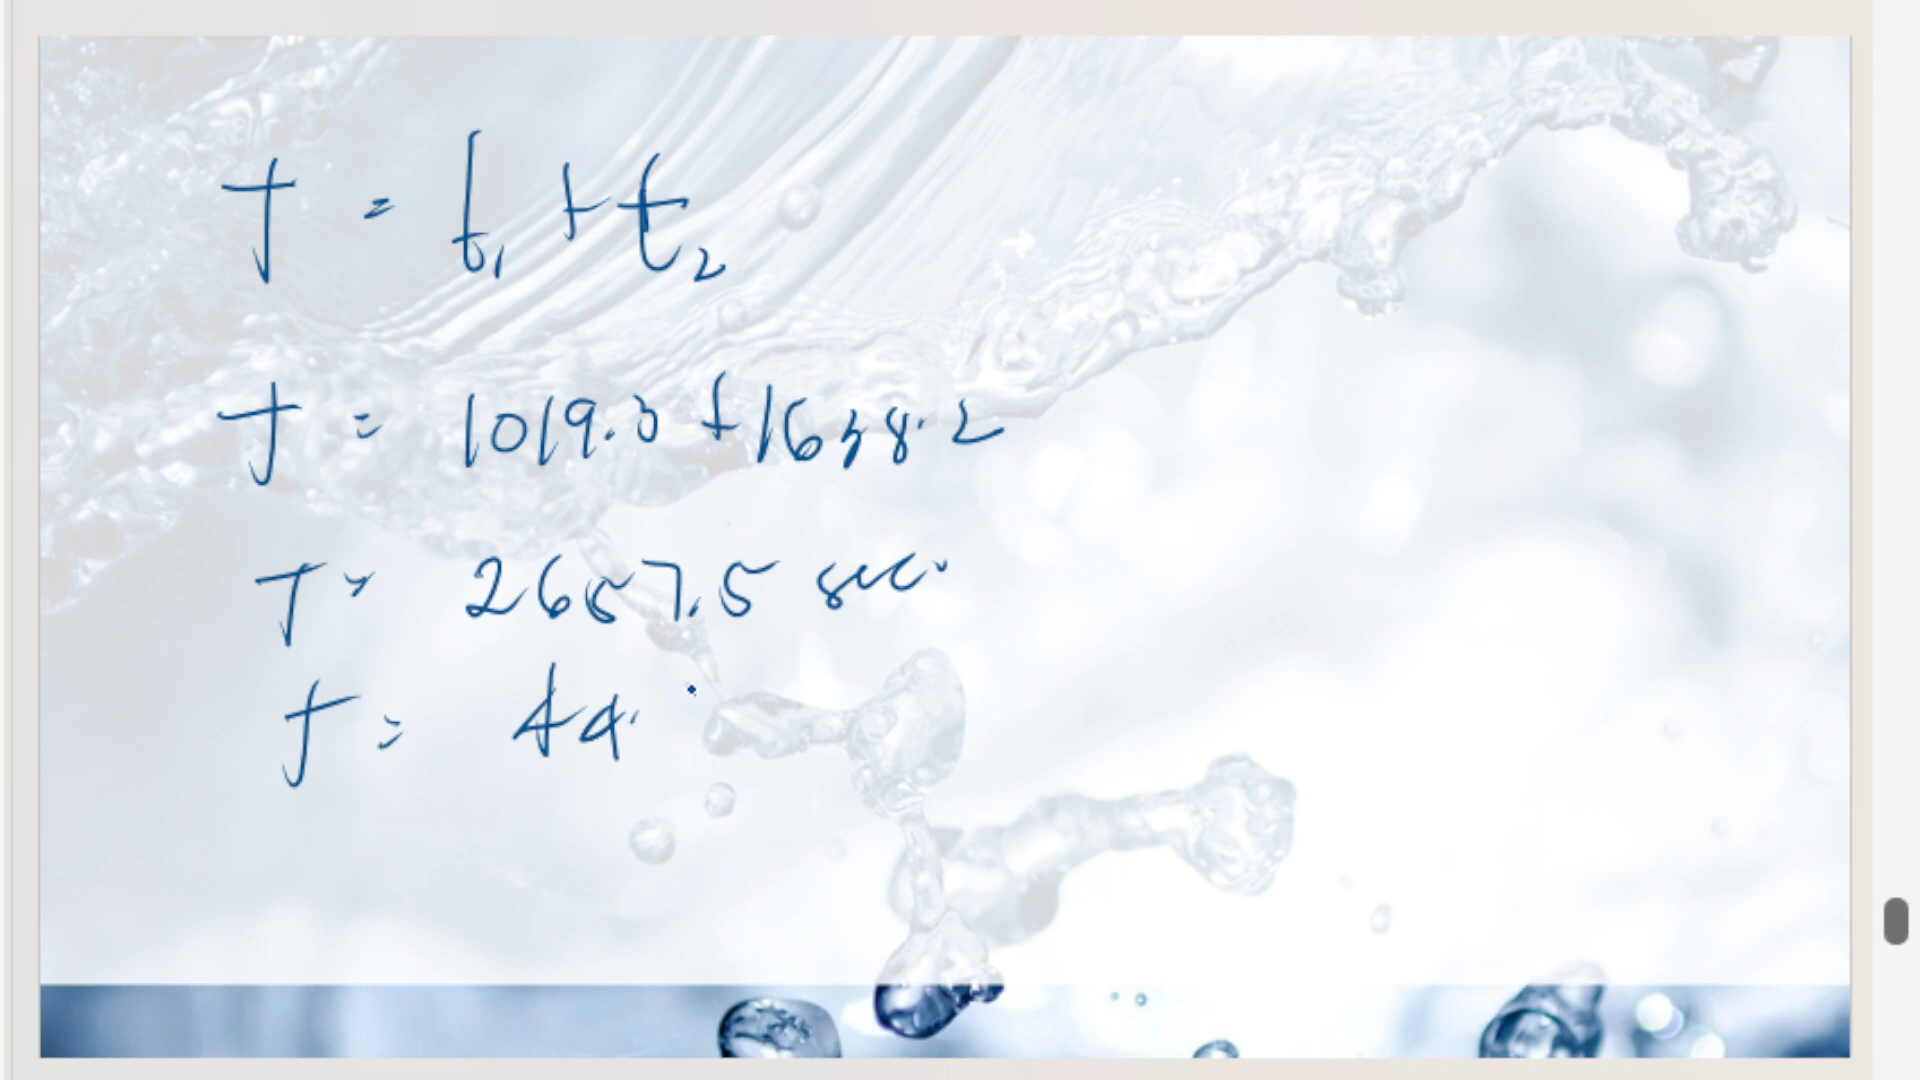 T = t₁ + t₂
T = 1019.3 + 1638.2
T = 2657.5 sec.
T = 44.